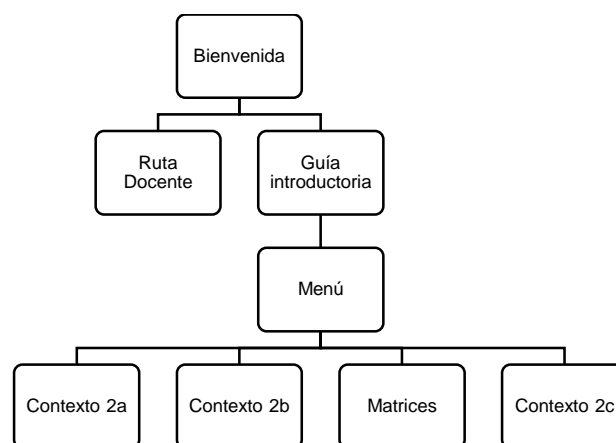 Bienvenida
Ruta
Docente
Guía
introductoria
Menú
Contexto 2a
Contexto 2b
Matrices
Contexto 2c